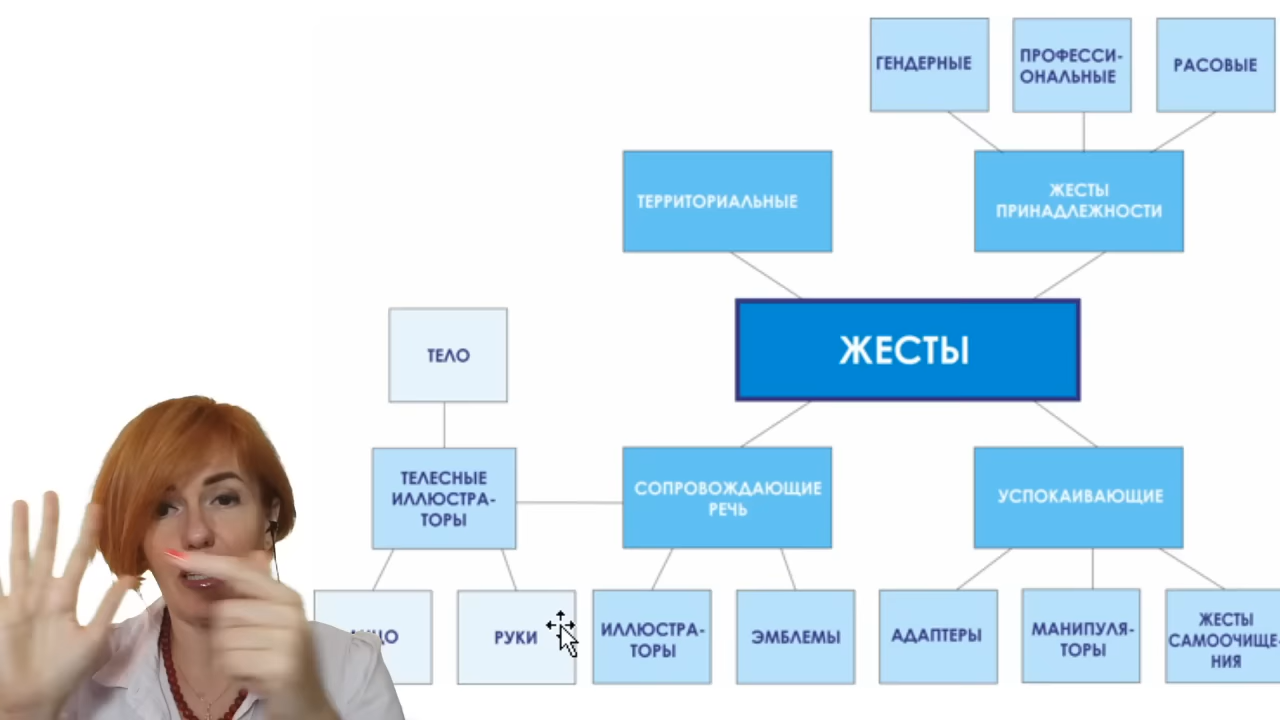 ГЕНДЕРНЫЕ
ПРОФЕССИ-
ОНАЛЬНЫЕ
РАСОВЫЕ
ТЕРРИТОРИАЛЬНЫЕ
ЖЕСТЫ
ПРИНАДЛЕЖНОСТИ
ЖЕСТЫ
ТЕЛО
ТЕЛЕСНЫЕ
ИЛЛЮСТРА-
ТОРЫ
СОПРОВОЖДАЮЩИЕ
РЕЧЬ
УСПОКАИВАЮЩИЕ
РУКИ
ИЛЛЮСТРА-
ТОРЫ
ЭМБЛЕМЫ
АДАПТЕРЫ
МАНИПУЛЯ-
ТОРЫ
ЖЕСТЫ
САМООЧИЩЕ-
НИЯ